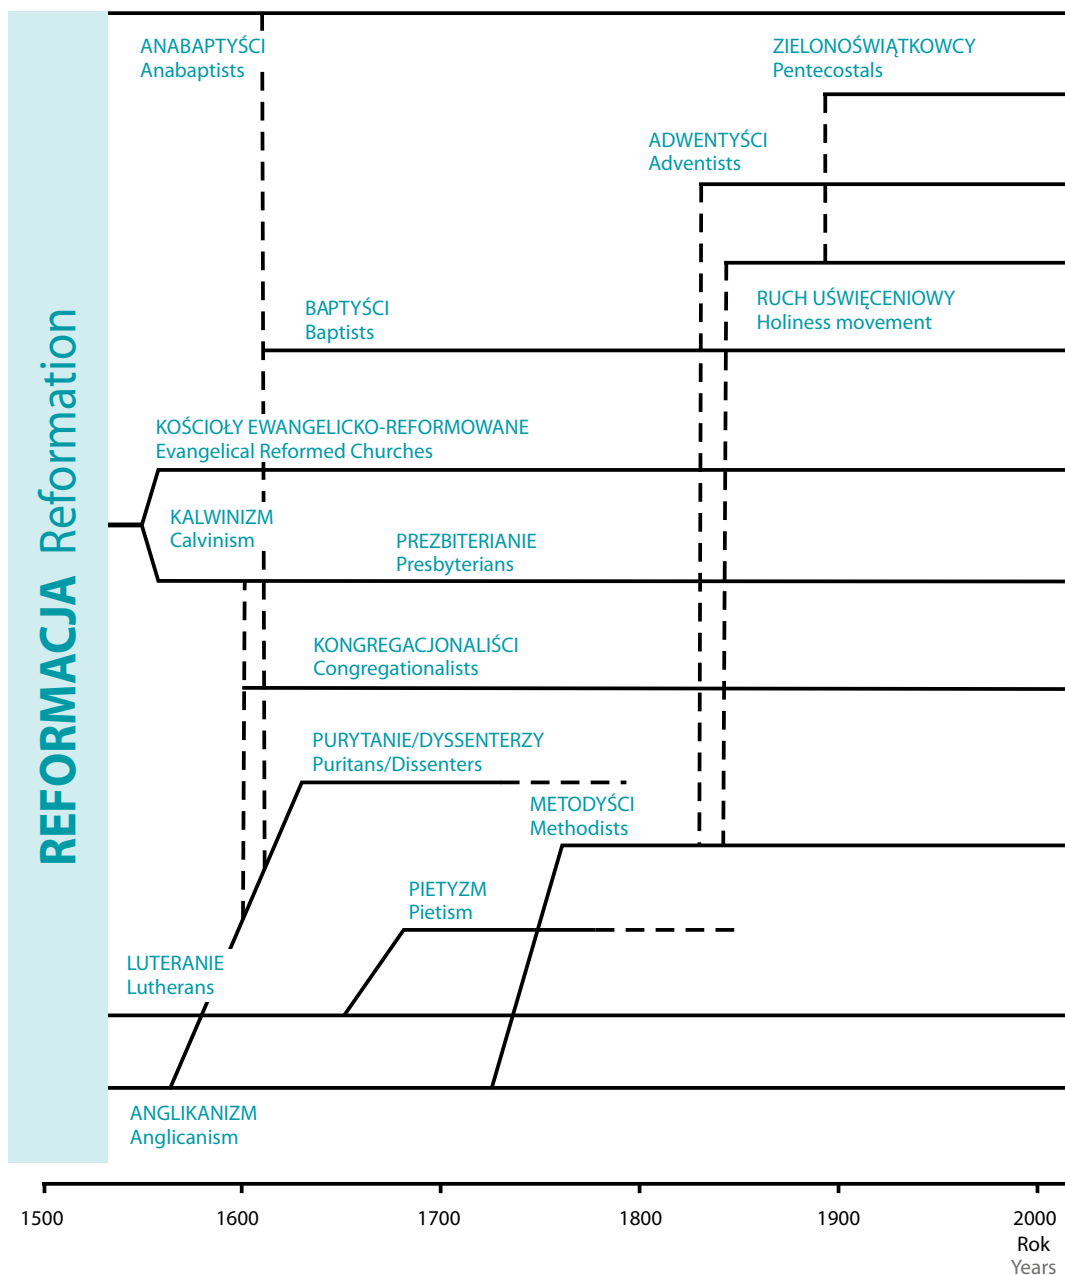 ANABAPTYŚCI
Anabaptists
ZIELONOŚWIĄTKOWCY
Pentecostals
ADWENTYŚCI
Adventists
RUCH UŚWIĘCENIOWY
Holiness movement
BAPTYŚCI
Baptists
KOŚCIOŁY EWANGELICKO-REFORMOWANE
Evangelical Reformed Churches
KALWINIZM
Calvinism
PREZBITERIANIE
Presbyterians
KONGREGACJONALIŚCI
Congregationalists
PURYTANIE/DYSSENTERZY
Puritans/Dissenters
METODYŚCI
Methodists
PIETYZM
Pietism
LUTERANIE
Lutherans
ANGLIKANIZM
Anglicanism
REFORMACJA Reformation
1500 1600 1700 1800 1900 2000
Rok
Years